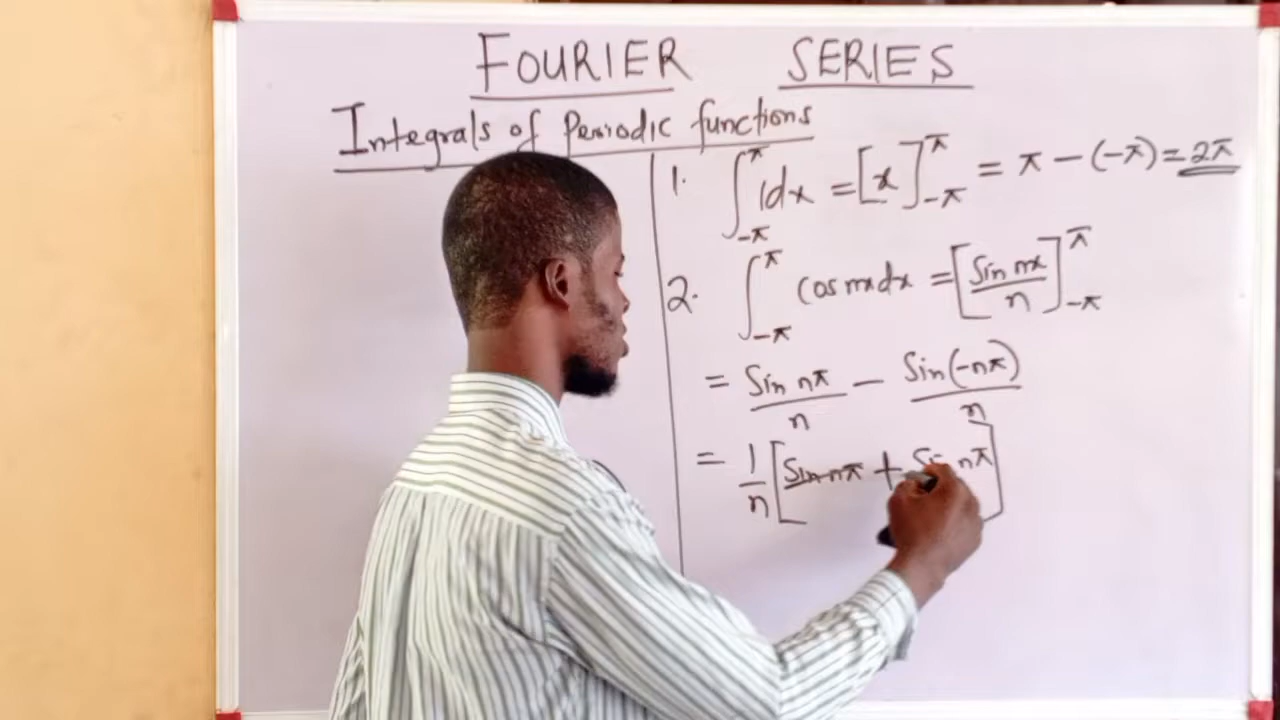 FOURIER SERIES
Integrals of Periodic functions
1. ∫_{-π}^{π} 1dx = [x]_{-π}^{π} = π - (-π) = 2π
2. ∫_{-π}^{π} cos nx dx = [Sin nx / n]_{-π}^{π}
= Sin nπ / n - Sin(-nπ) / n
= 1/n [Sin nπ + Sin nπ]